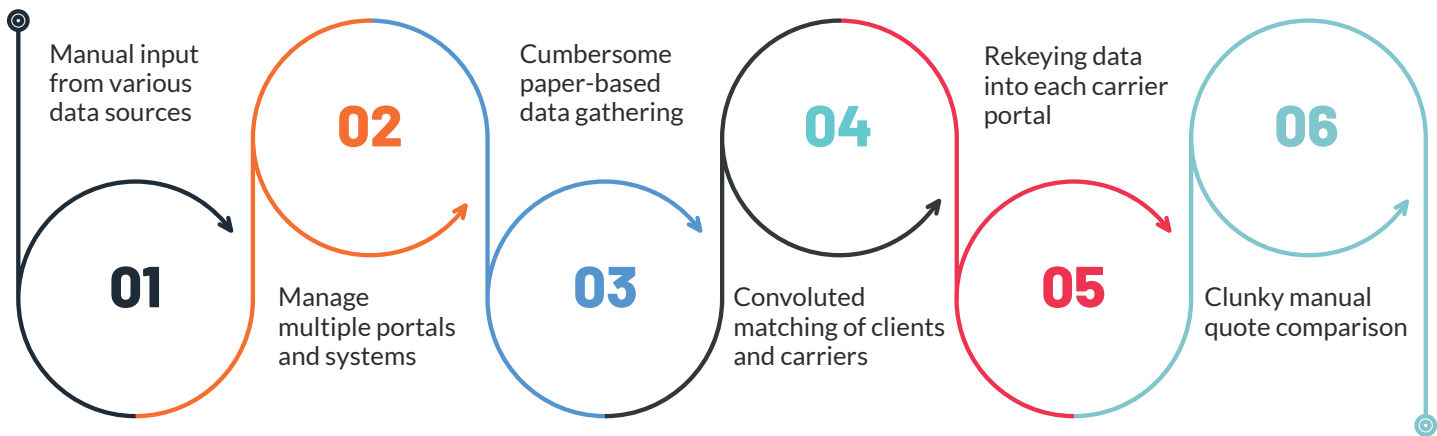 Manual input
from various
data sources
01
02
Manage
multiple portals
and systems
Cumbersome
paper-based
data gathering
03
04
Convoluted
matching of clients
and carriers
Rekeying data
into each carrier
portal
05
06
Clunky manual
quote comparison